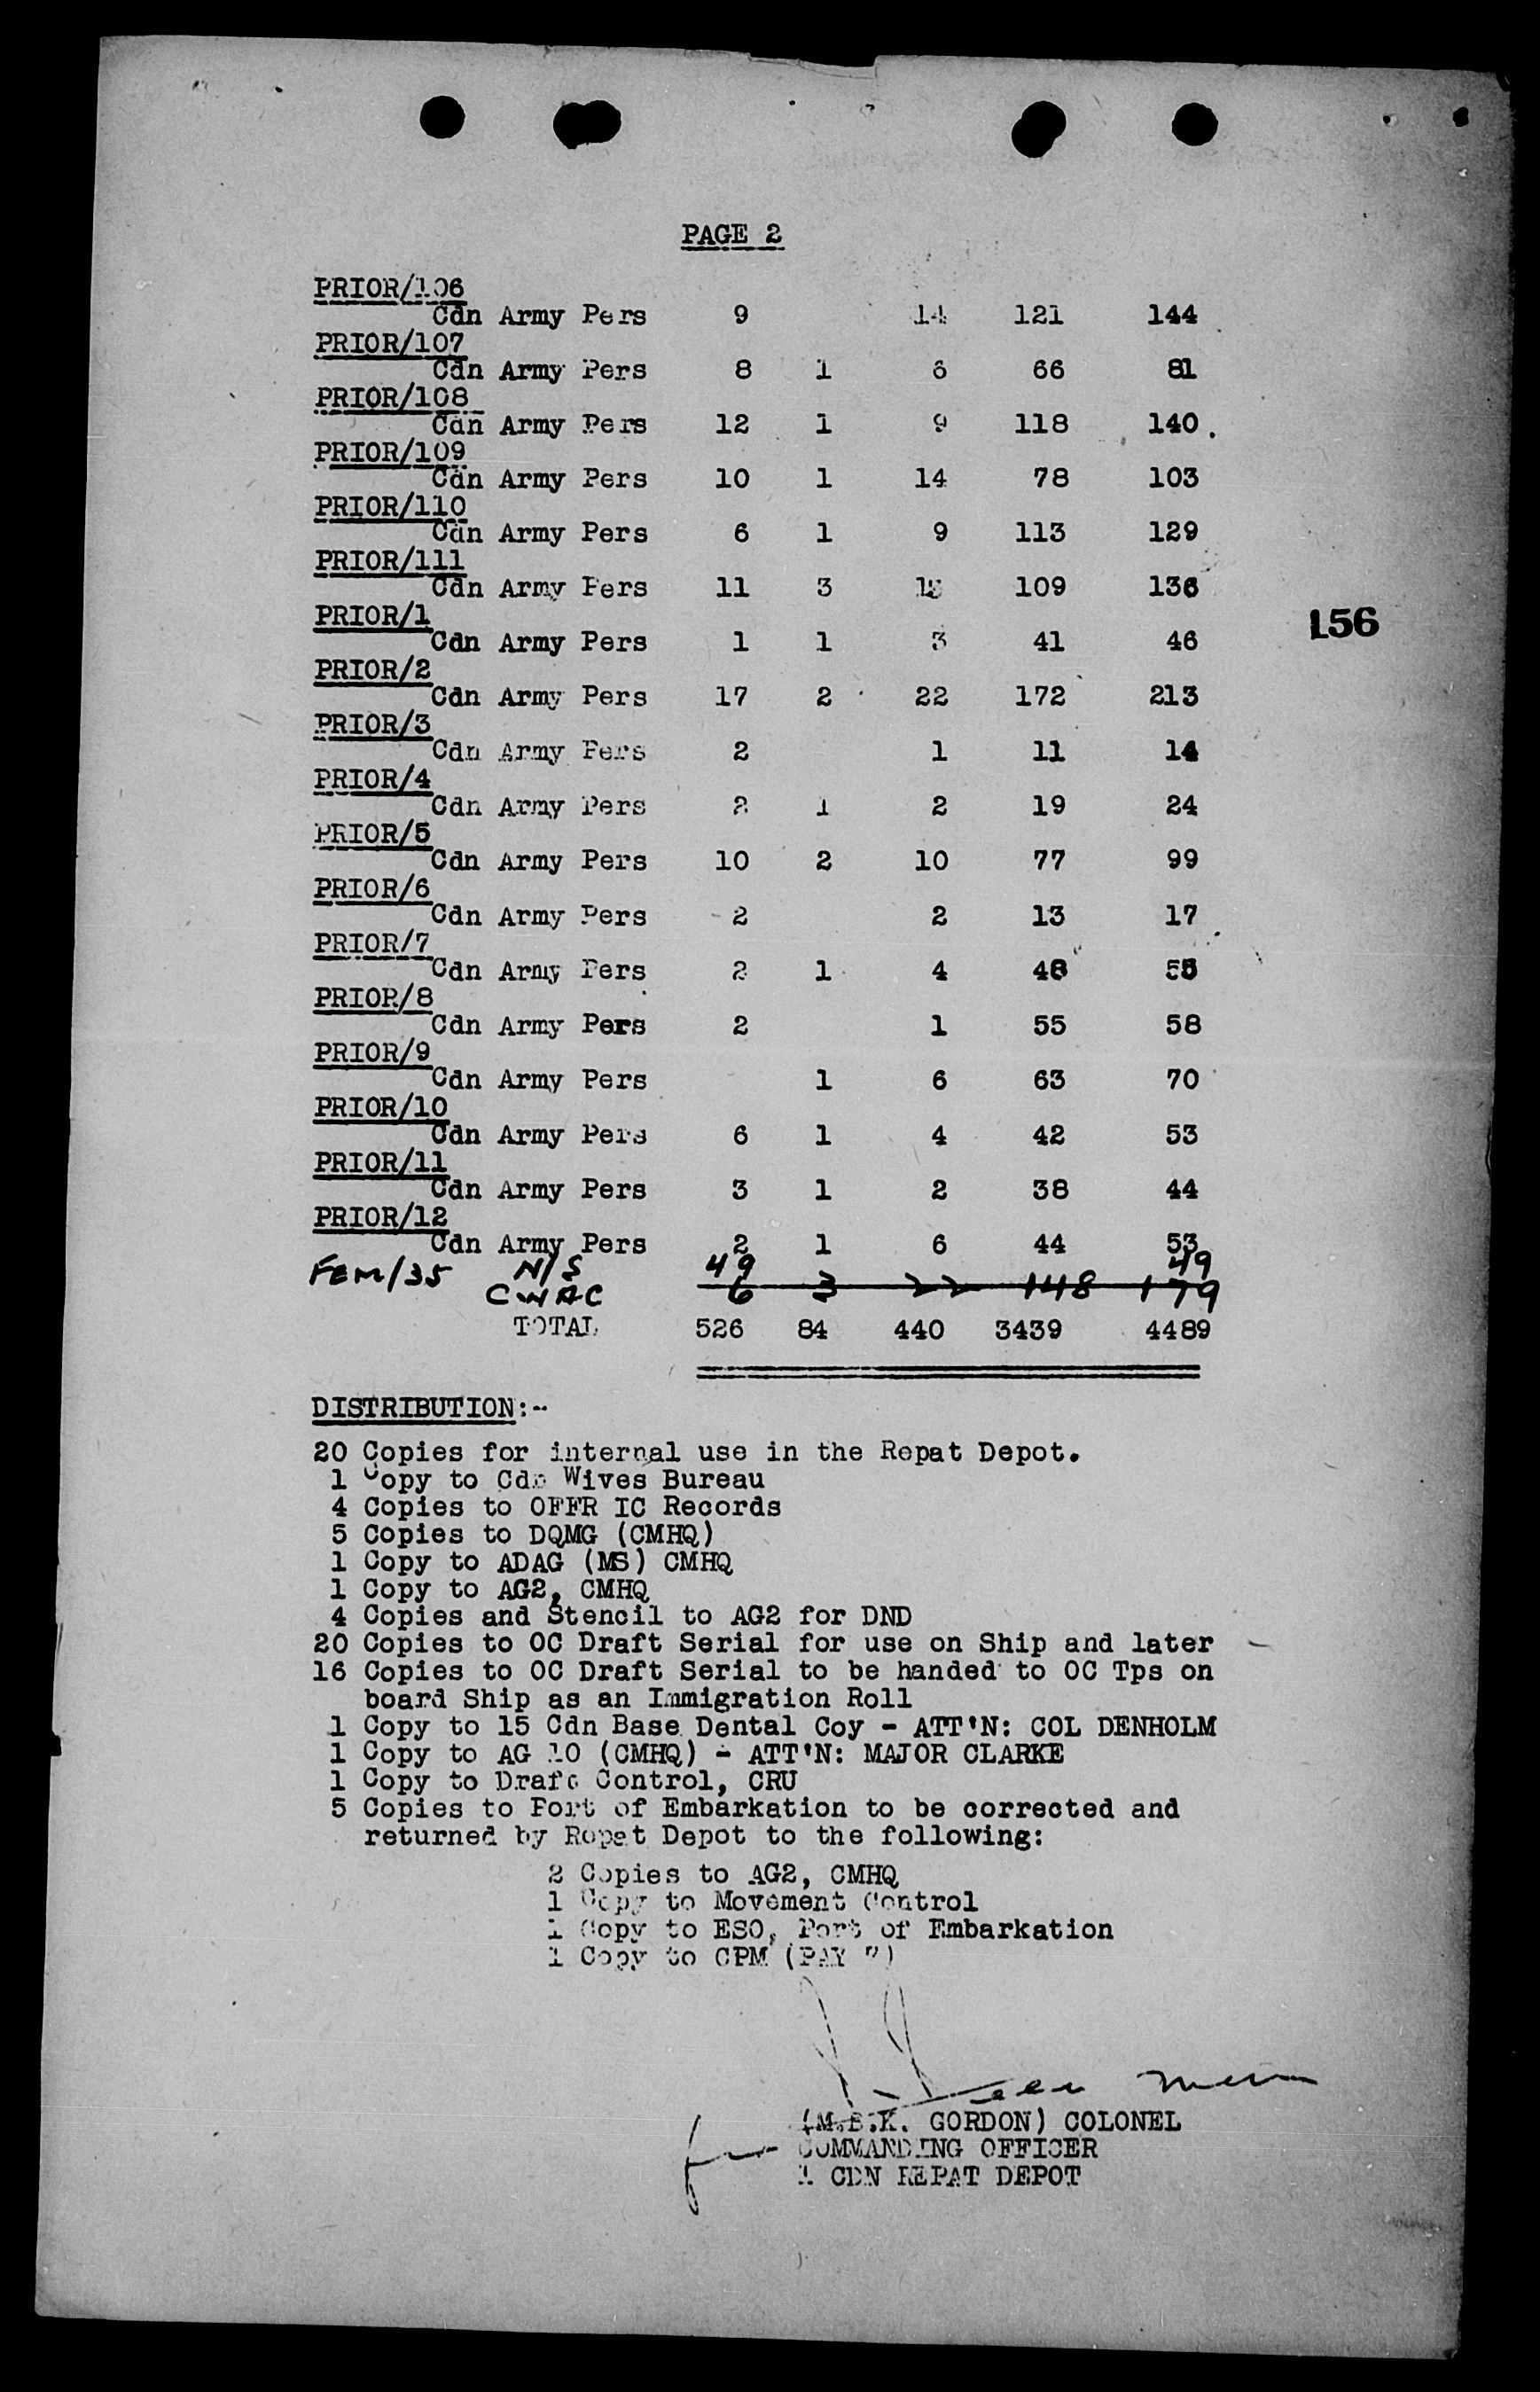 PAGE 2
PRIOR/106
Cdn Army Pers 9 14 121 144
PRIOR/107
Cdn Army Pers 8 1 6 66 81
PRIOR/108
Cdn Army Pers 12 1 9 118 140
PRIOR/109
Cdn Army Pers 10 1 14 78 103
PRIOR/110
Cdn Army Pers 6 1 9 113 129
PRIOR/111
Cdn Army Pers 11 3 109 136
156
PRIOR/1
Cdn Army Pers 1 1 3 41 46
PRIOR/2
Cdn Army Pers 17 2 22 172 213
PRIOR/3
Cdn Army Pers 2 1 11 14
PRIOR/4
Cdn Army Pers 2 1 2 19 24
PRIOR/5
Cdn Army Pers 10 2 10 77 99
PRIOR/6
Cdn Army Pers 2 2 13 17
PRIOR/7
Cdn Army Pers 2 1 4 48 55
PRIOR/8
Cdn Army Pers 2 1 55 58
PRIOR/9
Cdn Army Pers 1 6 63 70
PRIOR/10
Cdn Army Pers 6 1 4 42 53
PRIOR/11
Cdn Army Pers 3 1 2 38 44
PRIOR/12
Cdn Army Pers 2 1 6 44 53
FEM/35 N/S 49 49
CWAC 6 3 22 148 179
TOTAL 526 84 440 3439 4489
DISTRIBUTION:-
20 Copies for internal use in the Repat Depot.
1 Copy to Cdn Wives Bureau
4 Copies to OFFR IC Records
5 Copies to DQMG (CMHQ)
1 Copy to ADAG (MS) CMHQ
1 Copy to AG2, CMHQ
4 Copies and Stencil to AG2 for DND
20 Copies to OC Draft Serial for use on Ship and later
16 Copies to OC Draft Serial to be handed to OC Tps on
board Ship as an Immigration Roll
1 Copy to 15 Cdn Base Dental Coy - ATT'N: COL DENHOLM
1 Copy to AG 10 (CMHQ) - ATT'N: MAJOR CLARKE
1 Copy to Draft Control, CRU
5 Copies to Port of Embarkation to be corrected and
returned by Repat Depot to the following:
2 Copies to AG2, CMHQ
1 Copy to Movement Control
1 Copy to ESO, Port of Embarkation
1 Copy to CPM (PAY
(M.B.K. GORDON) COLONEL
for COMMANDING OFFICER
1 CDN REPAT DEPOT